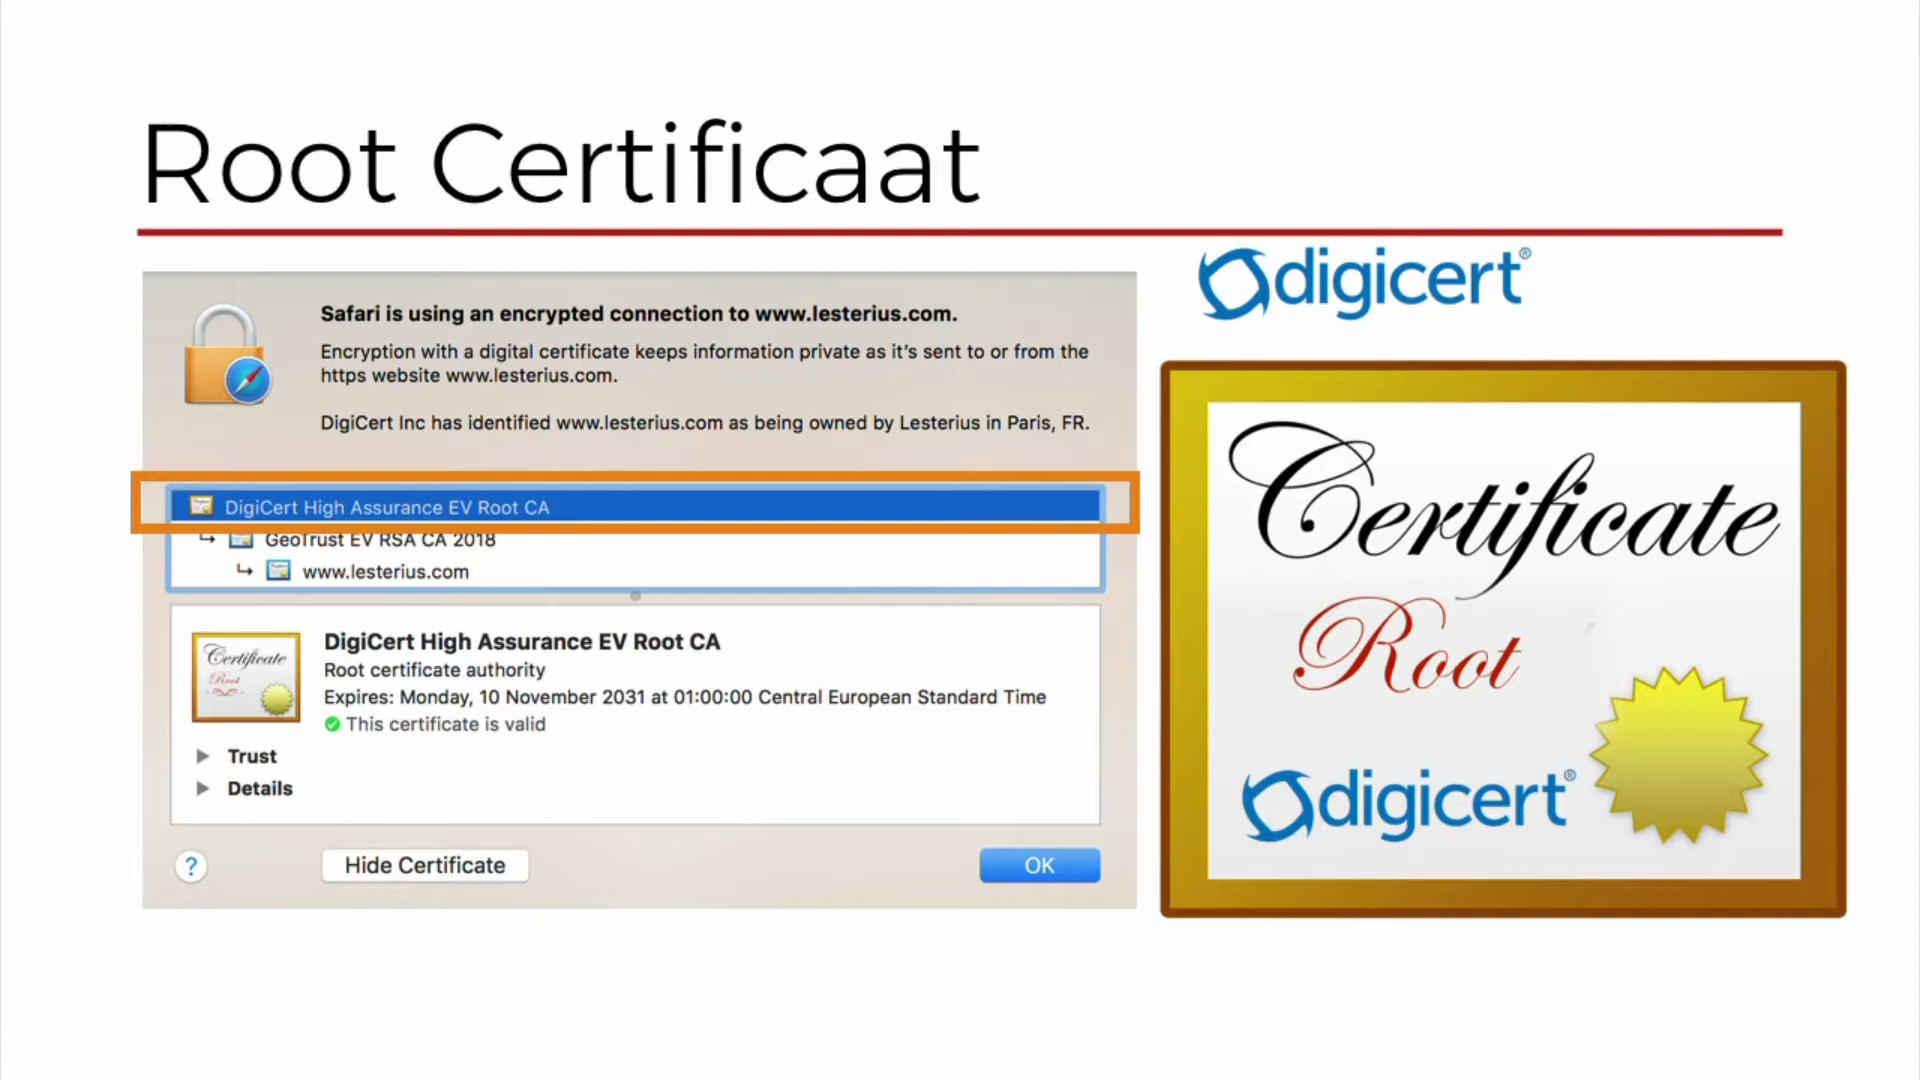 Root Certificaat
digicert®
Safari is using an encrypted connection to www.lesterius.com.
Encryption with a digital certificate keeps information private as it's sent to or from the
https website www.lesterius.com.
DigiCert Inc has identified www.lesterius.com as being owned by Lesterius in Paris, FR.
DigiCert High Assurance EV Root CA
GeoTrust EV RSA CA 2018
www.lesterius.com
Certificate
Root
DigiCert High Assurance EV Root CA
Root certificate authority
Expires: Monday, 10 November 2031 at 01:00:00 Central European Standard Time
This certificate is valid
Trust
Details
?
Hide Certificate
OK
Certificate
Root
digicert®